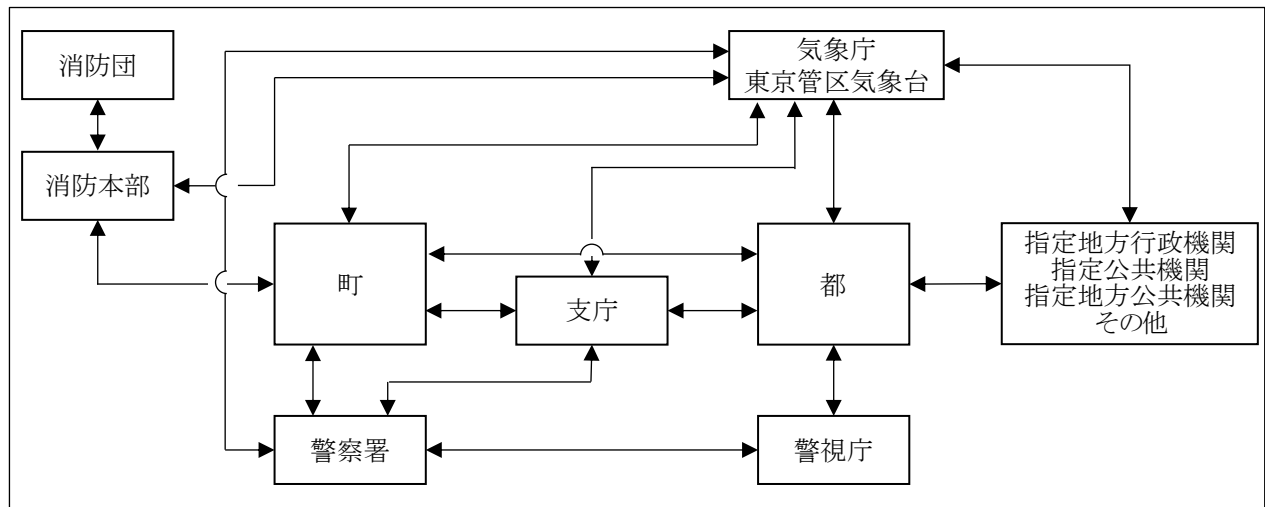 消防団
気象庁
東京管区気象台
消防本部
町
支庁
都
指定地方行政機関
指定公共機関
指定地方公共機関
その他
警察署
警視庁